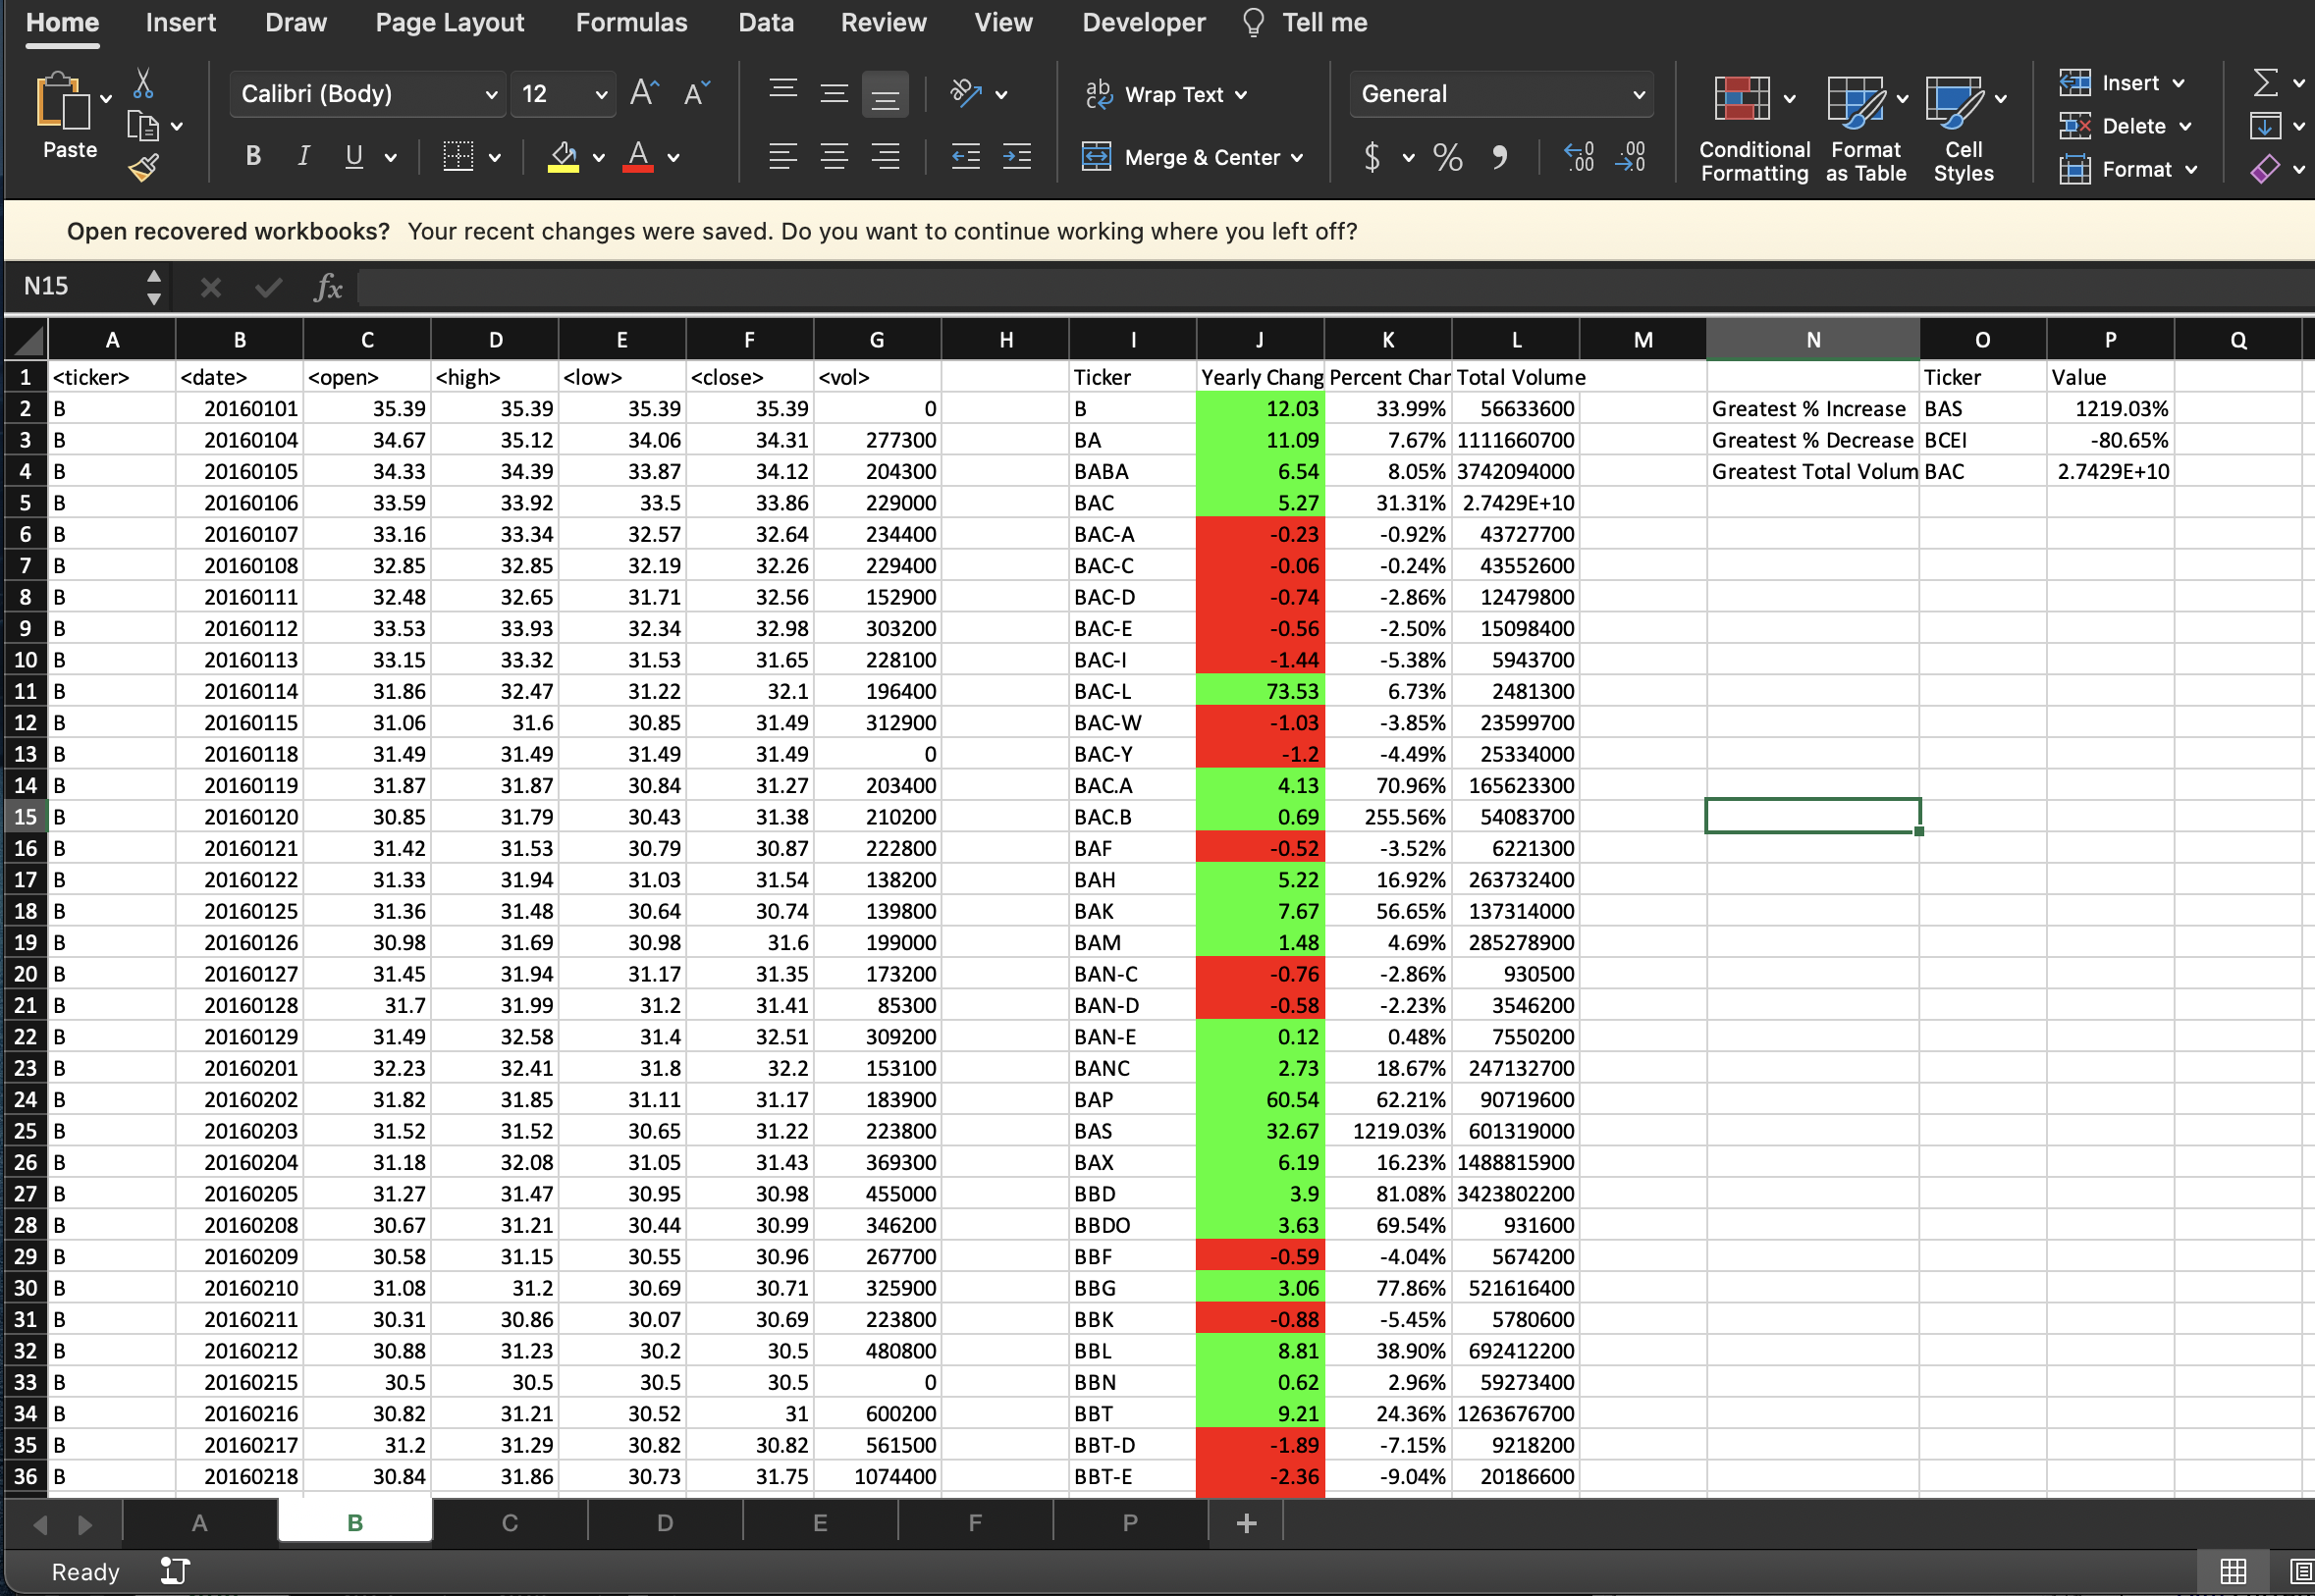 Home Insert Draw Page Layout Formulas Data Review View Developer Tell me
Calibri (Body) 12 A A ab Wrap Text General Insert
Paste Conditional Formatting Format as Table Cell Styles Delete
B I U A Merge & Center $ % Format
Open recovered workbooks? Your recent changes were saved. Do you want to continue working where you left off?
N15 fx
A B C D E F G H I J K L M N O P Q
1 <ticker> <date> <open> <high> <low> <close> <vol> Ticker Yearly Chang Percent Char Total Volume Ticker Value
2 B 20160101 35.39 35.39 35.39 35.39 0 B 12.03 33.99% 56633600 Greatest % Increase BAS 1219.03%
3 B 20160104 34.67 35.12 34.06 34.31 277300 BA 11.09 7.67% 1111660700 Greatest % Decrease BCEI -80.65%
4 B 20160105 34.33 34.39 33.87 34.12 204300 BABA 6.54 8.05% 3742094000 Greatest Total Volum BAC 2.7429E+10
5 B 20160106 33.59 33.92 33.5 33.86 229000 BAC 5.27 31.31% 2.7429E+10
6 B 20160107 33.16 33.34 32.57 32.64 234400 BAC-A -0.23 -0.92% 43727700
7 B 20160108 32.85 32.85 32.19 32.26 229400 BAC-C -0.06 -0.24% 43552600
8 B 20160111 32.48 32.65 31.71 32.56 152900 BAC-D -0.74 -2.86% 12479800
9 B 20160112 33.53 33.93 32.34 32.98 303200 BAC-E -0.56 -2.50% 15098400
10 B 20160113 33.15 33.32 31.53 31.65 228100 BAC-I -1.44 -5.38% 5943700
11 B 20160114 31.86 32.47 31.22 32.1 196400 BAC-L 73.53 6.73% 2481300
12 B 20160115 31.06 31.6 30.85 31.49 312900 BAC-W -1.03 -3.85% 23599700
13 B 20160118 31.49 31.49 31.49 31.49 0 BAC-Y -1.2 -4.49% 25334000
14 B 20160119 31.87 31.87 30.84 31.27 203400 BAC.A 4.13 70.96% 165623300
15 B 20160120 30.85 31.79 30.43 31.38 210200 BAC.B 0.69 255.56% 54083700
16 B 20160121 31.42 31.53 30.79 30.87 222800 BAF -0.52 -3.52% 6221300
17 B 20160122 31.33 31.94 31.03 31.54 138200 BAH 5.22 16.92% 263732400
18 B 20160125 31.36 31.48 30.64 30.74 139800 BAK 7.67 56.65% 137314000
19 B 20160126 30.98 31.69 30.98 31.6 199000 BAM 1.48 4.69% 285278900
20 B 20160127 31.45 31.94 31.17 31.35 173200 BAN-C -0.76 -2.86% 930500
21 B 20160128 31.7 31.99 31.2 31.41 85300 BAN-D -0.58 -2.23% 3546200
22 B 20160129 31.49 32.58 31.4 32.51 309200 BAN-E 0.12 0.48% 7550200
23 B 20160201 32.23 32.41 31.8 32.2 153100 BANC 2.73 18.67% 247132700
24 B 20160202 31.82 31.85 31.11 31.17 183900 BAP 60.54 62.21% 90719600
25 B 20160203 31.52 31.52 30.65 31.22 223800 BAS 32.67 1219.03% 601319000
26 B 20160204 31.18 32.08 31.05 31.43 369300 BAX 6.19 16.23% 1488815900
27 B 20160205 31.27 31.47 30.95 30.98 455000 BBD 3.9 81.08% 3423802200
28 B 20160208 30.67 31.21 30.44 30.99 346200 BBDO 3.63 69.54% 931600
29 B 20160209 30.58 31.15 30.55 30.96 267700 BBF -0.59 -4.04% 5674200
30 B 20160210 31.08 31.2 30.69 30.71 325900 BBG 3.06 77.86% 521616400
31 B 20160211 30.31 30.86 30.07 30.69 223800 BBK -0.88 -5.45% 5780600
32 B 20160212 30.88 31.23 30.2 30.5 480800 BBL 8.81 38.90% 692412200
33 B 20160215 30.5 30.5 30.5 30.5 0 BBN 0.62 2.96% 59273400
34 B 20160216 30.82 31.21 30.52 31 600200 BBT 9.21 24.36% 1263676700
35 B 20160217 31.2 31.29 30.82 30.82 561500 BBT-D -1.89 -7.15% 9218200
36 B 20160218 30.84 31.86 30.73 31.75 1074400 BBT-E -2.36 -9.04% 20186600
A B C D E F P +
Ready